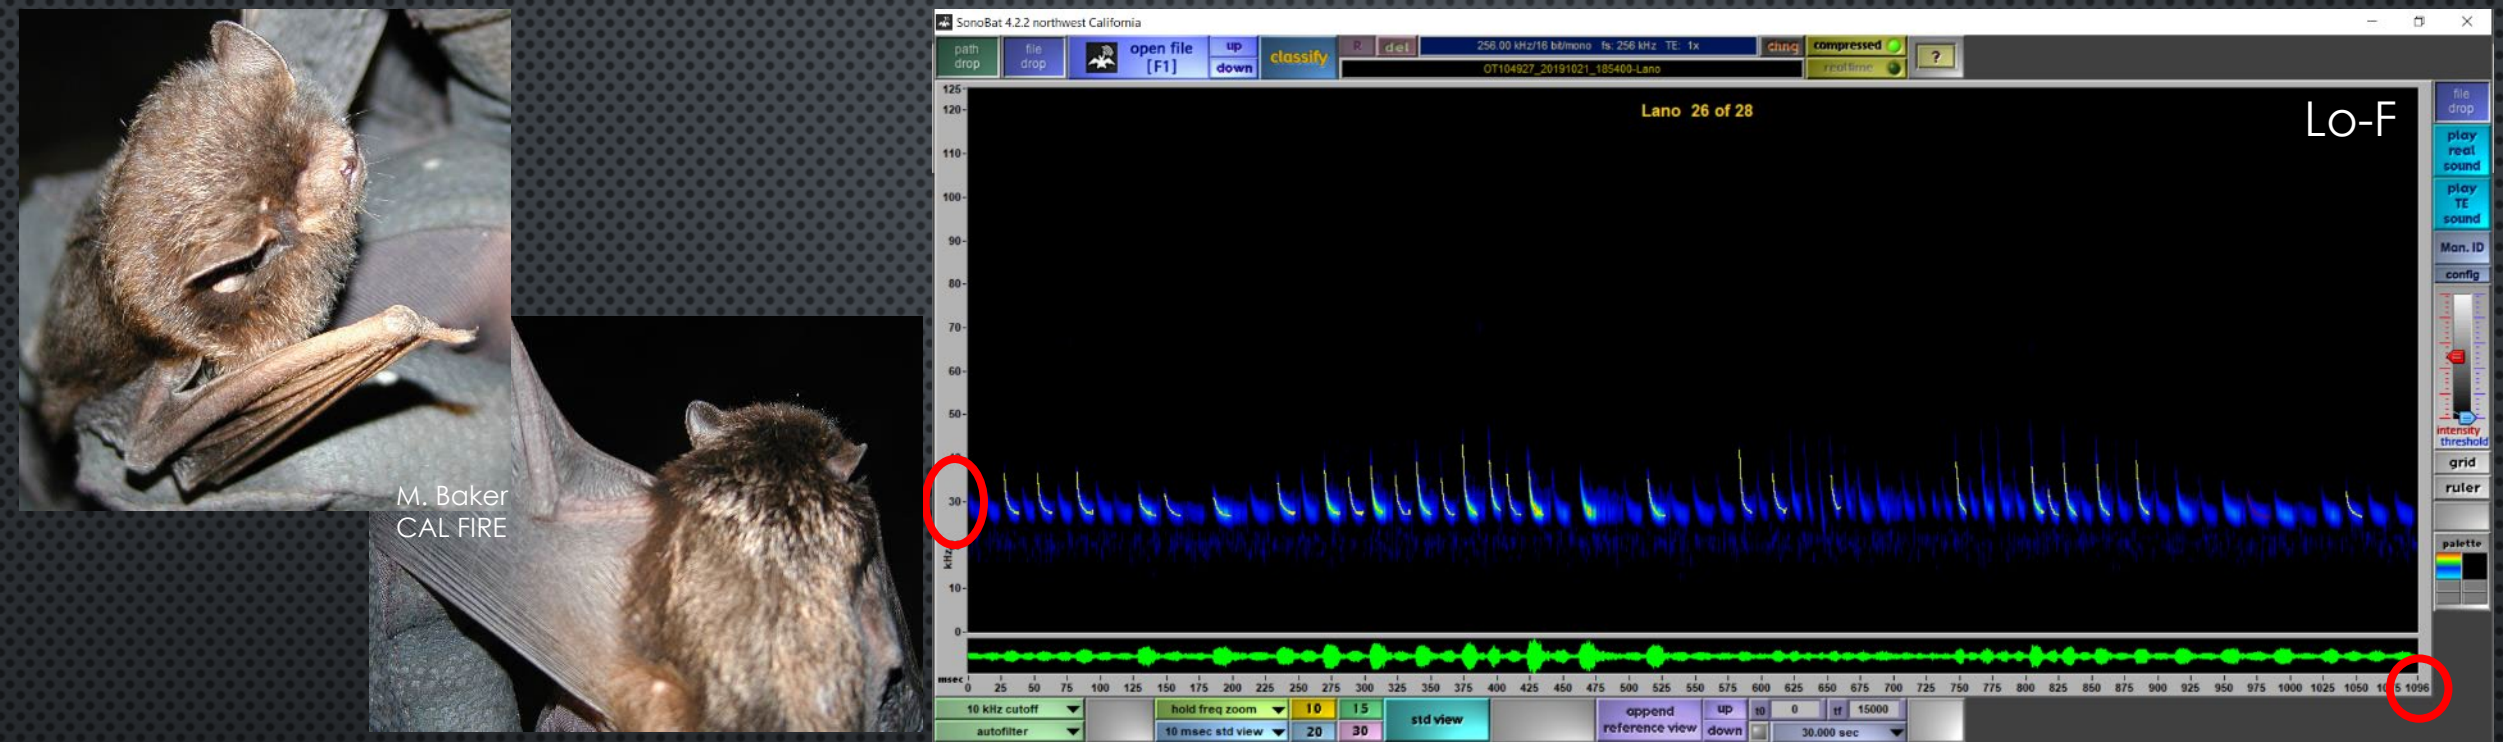 M. Baker
CAL FIRE
SonoBat 4.2.2 northwest California
path drop
file drop
open file [F1]
up
down
classify
R
del
256.00 kHz/16 bit/mono fs: 256 kHz TE: 1x
OT104927_20191021_185400-Lano
chng
compressed
realtime
?
Lano 26 of 28
Lo-F
125
120
110
100
90
80
70
60
50
30
kHz
10
0
file drop
play real sound
play TE sound
Man. ID
config
intensity
threshold
grid
ruler
palette
msec
0 25 50 75 100 125 150 175 200 225 250 275 300 325 350 375 400 425 450 475 500 525 550 575 600 625 650 675 700 725 750 775 800 825 850 875 900 925 950 975 1000 1025 1050 1075 1096
10 kHz cutoff
hold freq zoom
10
15
std view
append reference view
up
down
t0
0
tf
15000
autofilter
10 msec std view
20
30
30.000 sec